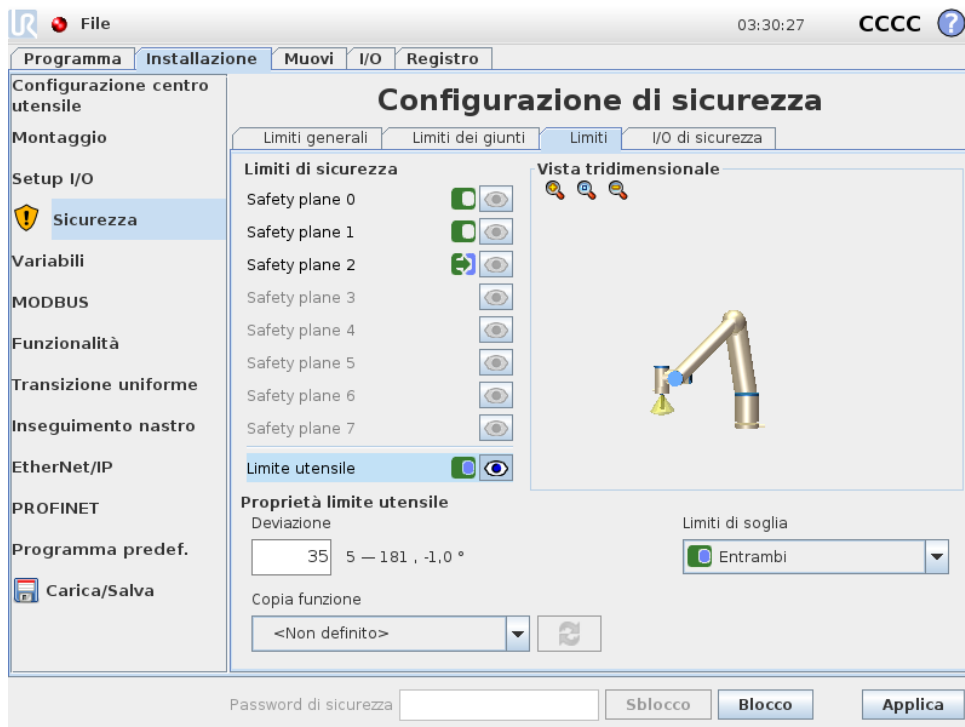 UR File 03:30:27 CCCC ?
Programma Installazione Muovi I/O Registro
Configurazione centro utensile
Montaggio
Setup I/O
Sicurezza
Variabili
MODBUS
Funzionalità
Transizione uniforme
Inseguimento nastro
EtherNet/IP
PROFINET
Programma predef.
Carica/Salva
Configurazione di sicurezza
Limiti generali Limiti dei giunti Limiti I/O di sicurezza
Limiti di sicurezza
Safety plane 0
Safety plane 1
Safety plane 2
Safety plane 3
Safety plane 4
Safety plane 5
Safety plane 6
Safety plane 7
Limite utensile
Vista tridimensionale
Proprietà limite utensile
Deviazione
35 5 — 181 , -1,0 °
Limiti di soglia
Entrambi
Copia funzione
<Non definito>
Password di sicurezza Sblocco Blocco Applica